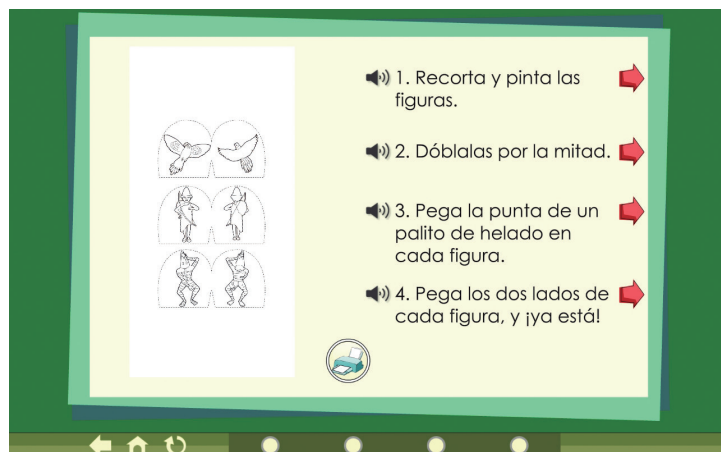 1. Recorta y pinta las
figuras.
2. Dóblalas por la mitad.
3. Pega la punta de un
palito de helado en
cada figura.
4. Pega los dos lados de
cada figura, y ¡ya está!